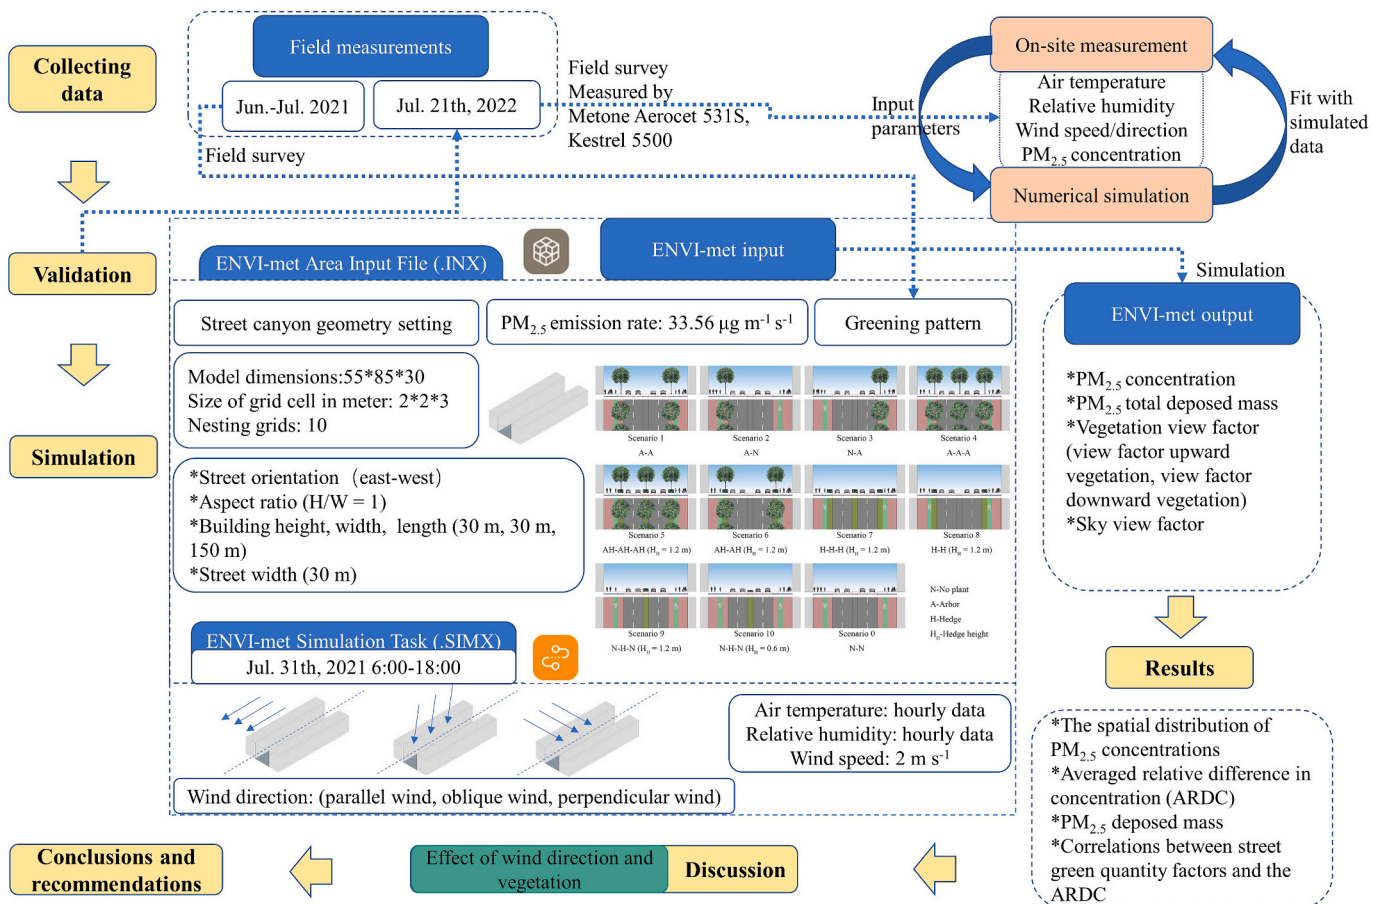 Collecting
data
Field measurements
Jun.-Jul. 2021
Jul. 21th, 2022
Field survey
Field survey
Measured by
Metone Aerocet 531S,
Kestrel 5500
Input
parameters
On-site measurement
Air temperature
Relative humidity
Wind speed/direction
PM2.5 concentration
Numerical simulation
Fit with
simulated
data
Validation
ENVI-met Area Input File (.INX)
ENVI-met input
Simulation
ENVI-met output
Street canyon geometry setting
PM2.5 emission rate: 33.56 μg m-1 s-1
Greening pattern
Model dimensions:55*85*30
Size of grid cell in meter: 2*2*3
Nesting grids: 10
Simulation
*Street orientation（east-west）
*Aspect ratio (H/W = 1)
*Building height, width, length (30 m, 30 m,
150 m)
*Street width (30 m)
Scenario 1
A-A
Scenario 2
A-N
Scenario 3
N-A
Scenario 4
A-A-A
Scenario 5
AH-AH-AH (HH = 1.2 m)
Scenario 6
AH-AH (HH = 1.2 m)
Scenario 7
H-H-H (HH = 1.2 m)
Scenario 8
H-H (HH = 1.2 m)
Scenario 9
N-H-N (HH = 1.2 m)
Scenario 10
N-H-N (HH = 0.6 m)
Scenario 0
N-N
N-No plant
A-Arbor
H-Hedge
HH-Hedge height
*PM2.5 concentration
*PM2.5 total deposed mass
*Vegetation view factor
(view factor upward
vegetation, view factor
downward vegetation)
*Sky view factor
ENVI-met Simulation Task (.SIMX)
Jul. 31th, 2021 6:00-18:00
Air temperature: hourly data
Relative humidity: hourly data
Wind speed: 2 m s-1
Wind direction: (parallel wind, oblique wind, perpendicular wind)
Results
*The spatial distribution of
PM2.5 concentrations
*Averaged relative difference in
concentration (ARDC)
*PM2.5 deposed mass
*Correlations between street
green quantity factors and the
ARDC
Effect of wind direction and
vegetation
Discussion
Conclusions and
recommendations